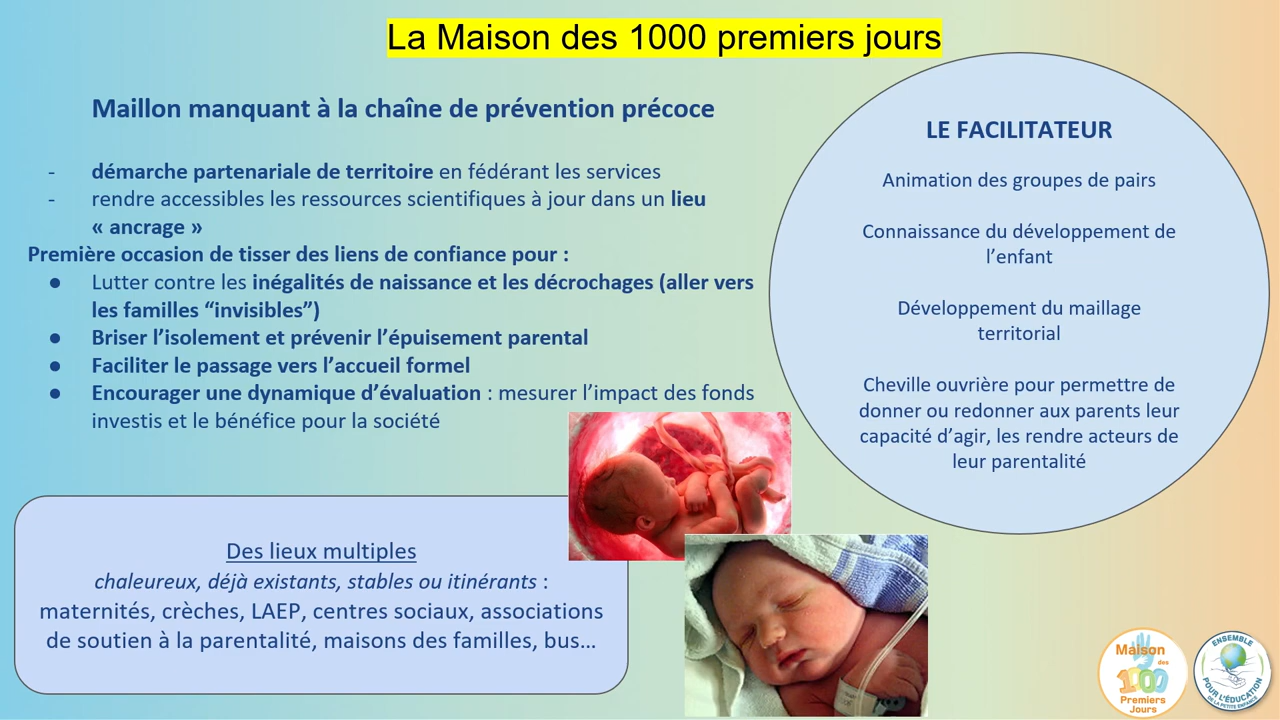 La Maison des 1000 premiers jours
Maillon manquant à la chaîne de prévention précoce
- démarche partenariale de territoire en fédérant les services
- rendre accessibles les ressources scientifiques à jour dans un lieu
« ancrage »
Première occasion de tisser des liens de confiance pour :
● Lutter contre les inégalités de naissance et les décrochages (aller vers
les familles “invisibles”)
● Briser l’isolement et prévenir l’épuisement parental
● Faciliter le passage vers l’accueil formel
● Encourager une dynamique d’évaluation : mesurer l’impact des fonds
investis et le bénéfice pour la société
LE FACILITATEUR
Animation des groupes de pairs
Connaissance du développement de
l’enfant
Développement du maillage
territorial
Cheville ouvrière pour permettre de
donner ou redonner aux parents leur
capacité d’agir, les rendre acteurs de
leur parentalité
Des lieux multiples
chaleureux, déjà existants, stables ou itinérants :
maternités, crèches, LAEP, centres sociaux, associations
de soutien à la parentalité, maisons des familles, bus…
Maison
des
1000
Premiers
Jours
ENSEMBLE
POUR L'ÉDUCATION
DE LA PETITE ENFANCE